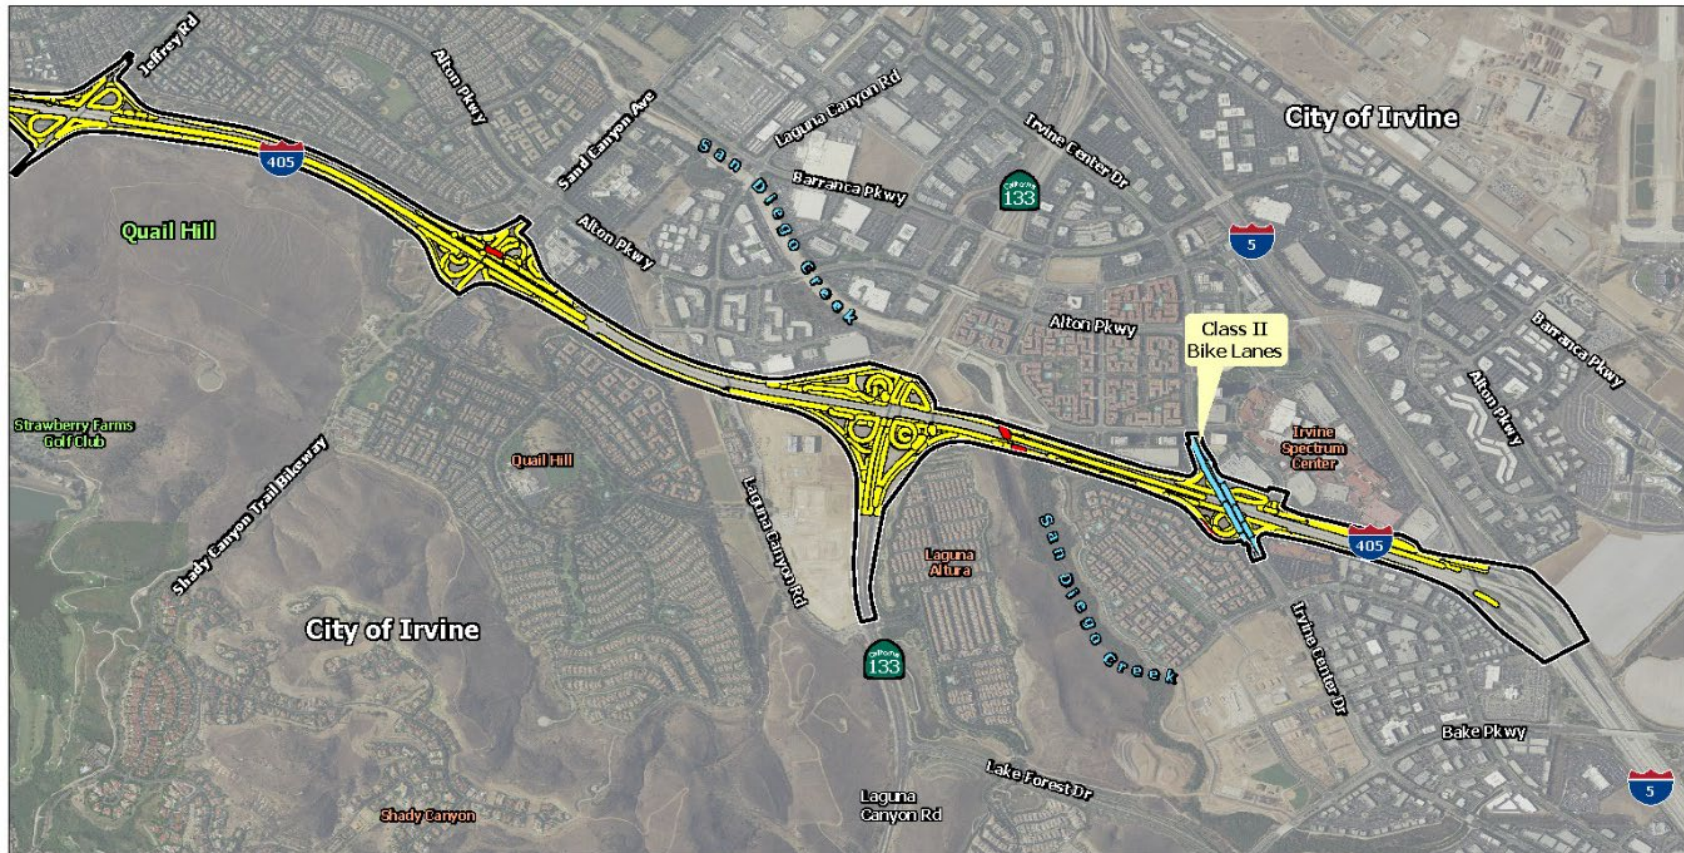 Jeffrey Rd
Alton Pkwy
Laguna Canyon Rd
Sand Canyon Ave
Irvine Center Dr
City of Irvine
405
San Diego Creek
Barranca Pkwy
California
133
Quail Hill
Alton Pkwy
5
Alton Pkwy
Class II
Bike Lanes
Barranca Pkwy
Alton Pkwy
Strawberry Farms
Golf Club
Shady Canyon Trail Bikeway
Quail Hill
Irvine
Spectrum
Center
Laguna Canyon Rd
San Diego Creek
405
Laguna
Altura
City of Irvine
California
133
Irvine Center Dr
Bake Pkwy
Lake Forest Dr
Laguna
Canyon Rd
5
Shady Canyon